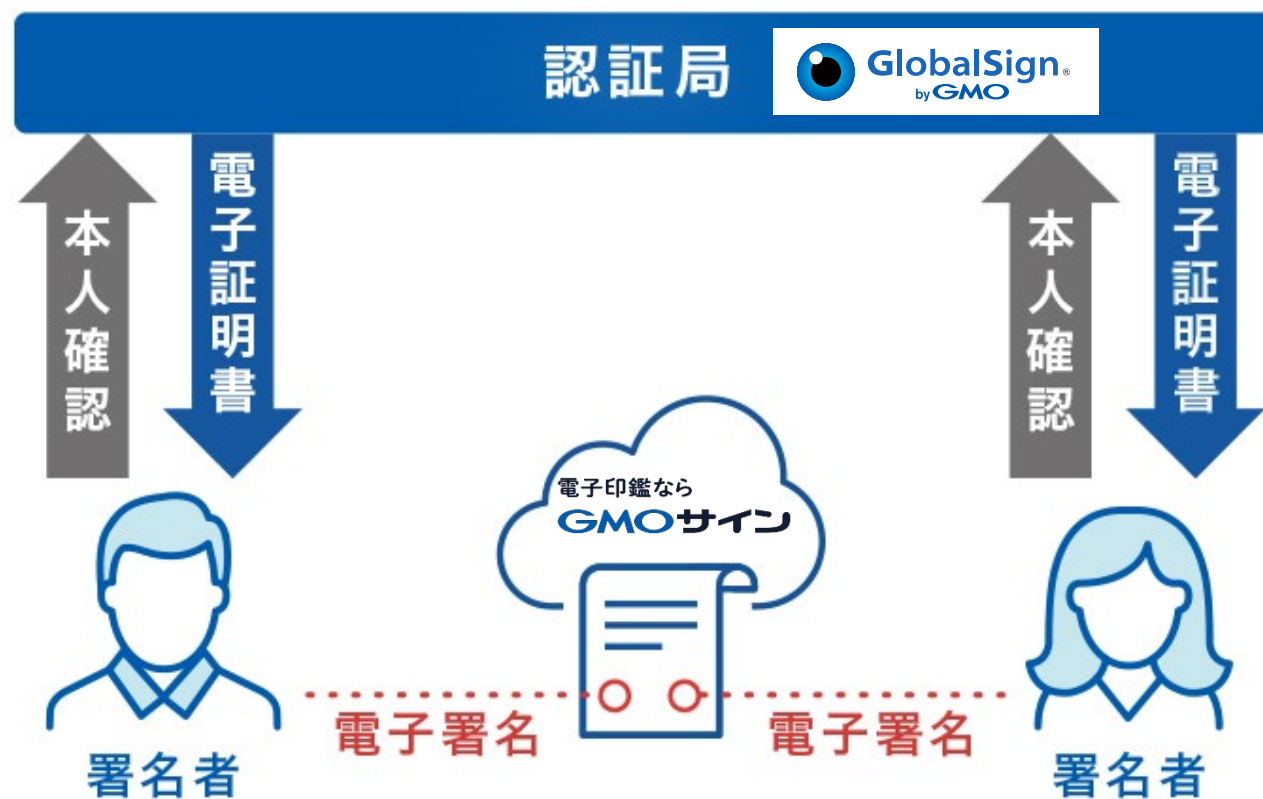 認証局
GlobalSign®
by GMO
本人確認
電子証明書
本人確認
電子証明書
電子印鑑なら
GMOサイン
電子署名
電子署名
署名者
署名者